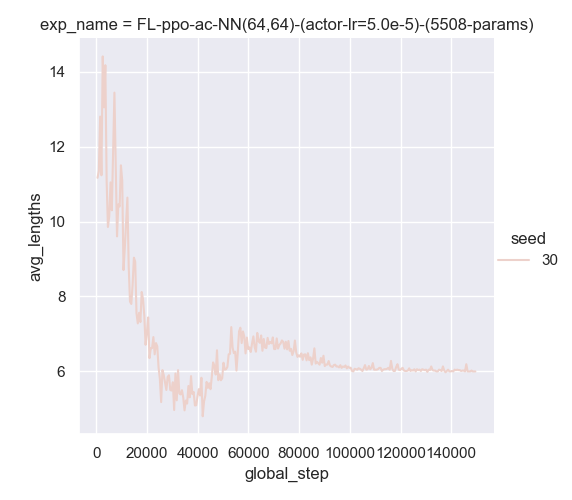 exp_name = FL-ppo-ac-NN(64,64)-(actor-lr=5.0e-5)-(5508-params)
14
12
10
8
6
avg_lengths
seed
30
0 20000 40000 60000 80000 100000 120000 140000
global_step